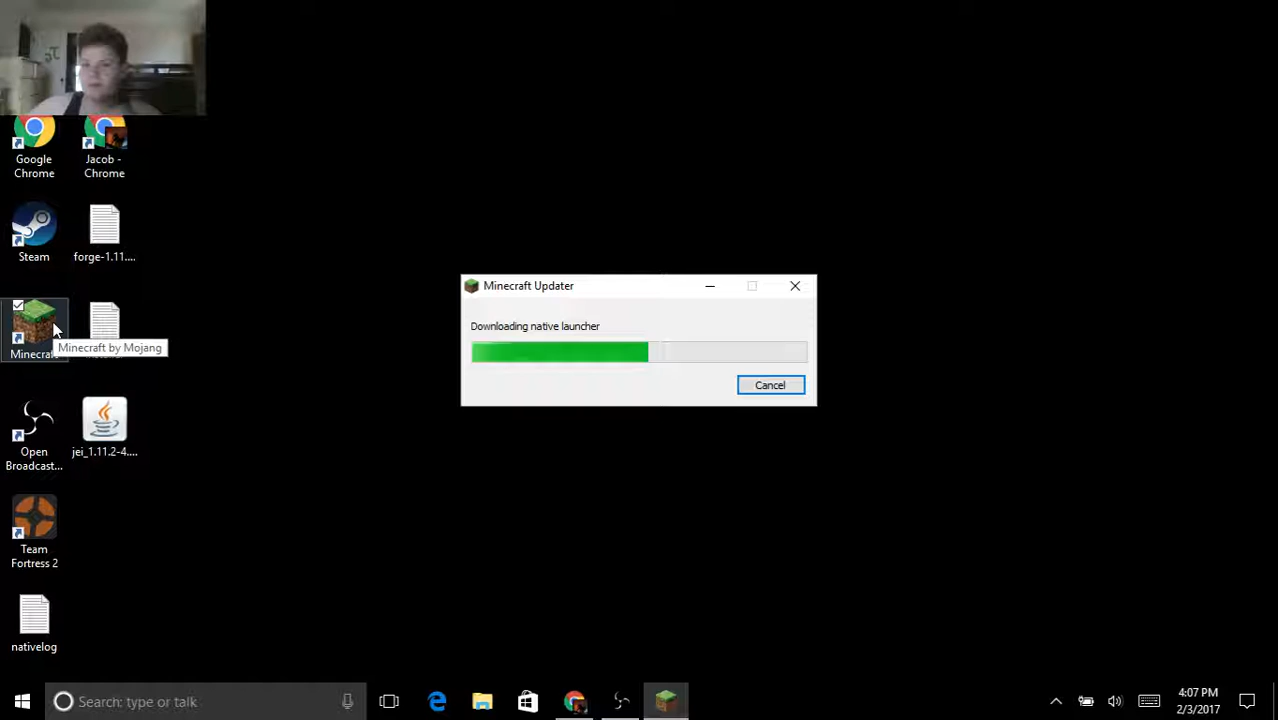 Google
Chrome
Jacob -
Chrome
Steam
forge-1.11....
Minecraft Updater
Downloading native launcher
Cancel
Minecraft
Minecraft by Mojang
Open
Broadcast...
jei_1.11.2-4....
Team
Fortress 2
nativelog
Search: type or talk
4:07 PM
2/3/2017